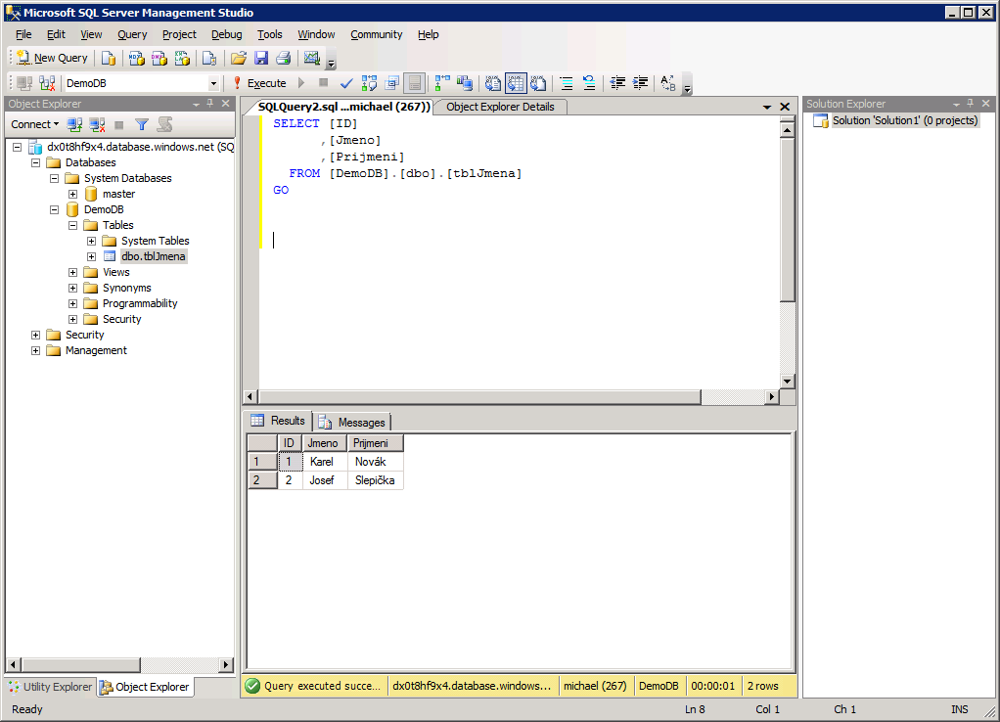 Microsoft SQL Server Management Studio
File Edit View Query Project Debug Tools Window Community Help
New Query
DemoDB Execute
Object Explorer
Connect
dx0t8hf9x4.database.windows.net (SQ
Databases
System Databases
master
DemoDB
Tables
System Tables
dbo.tblJmena
Views
Synonyms
Programmability
Security
Security
Management
Utility Explorer Object Explorer
SQLQuery2.sql ...michael (267)) Object Explorer Details
SELECT [ID]
,[Jmeno]
,[Prijmeni]
FROM [DemoDB].[dbo].[tblJmena]
GO
Results Messages
ID Jmeno Prijmeni
1 1 Karel Novák
2 2 Josef Slepička
Query executed succe... dx0t8hf9x4.database.windows... michael (267) DemoDB 00:00:01 2 rows
Solution Explorer
Solution 'Solution1' (0 projects)
Ready Ln 8 Col 1 Ch 1 INS